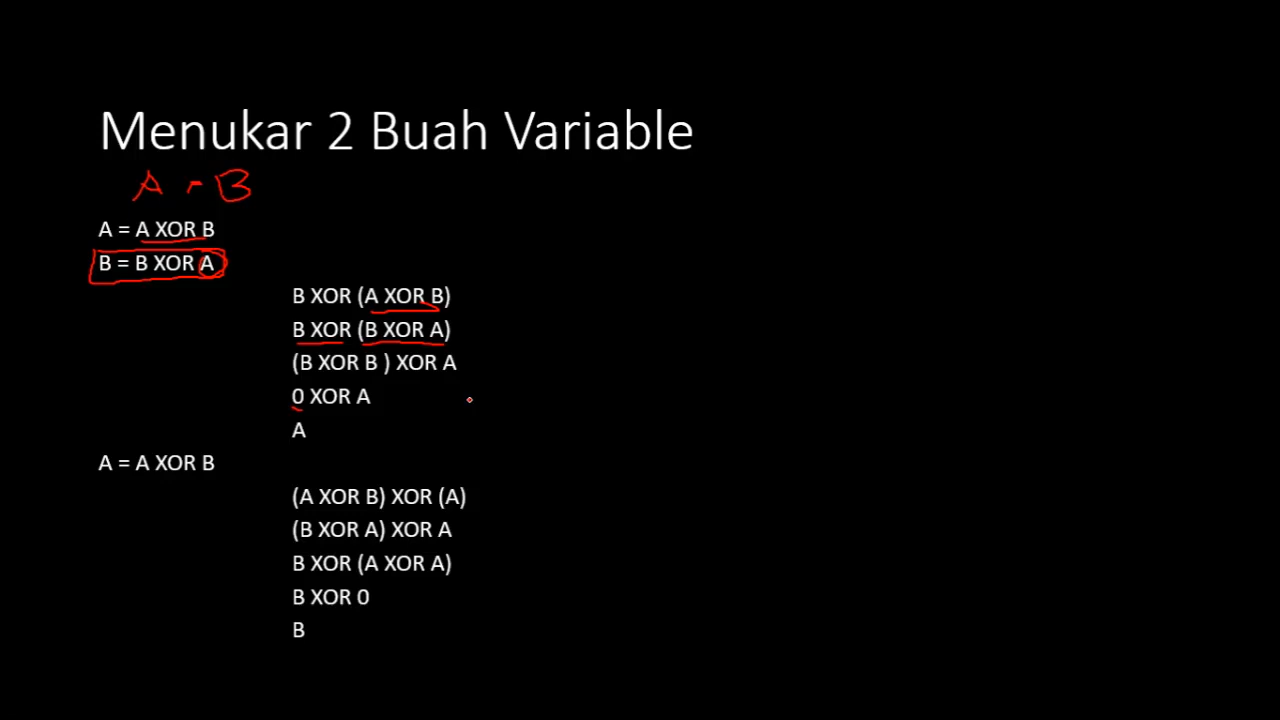 Menukar 2 Buah Variable
A - B
A = A XOR B
B = B XOR A
B XOR (A XOR B)
B XOR (B XOR A)
(B XOR B ) XOR A
0 XOR A
A
A = A XOR B
(A XOR B) XOR (A)
(B XOR A) XOR A
B XOR (A XOR A)
B XOR 0
B